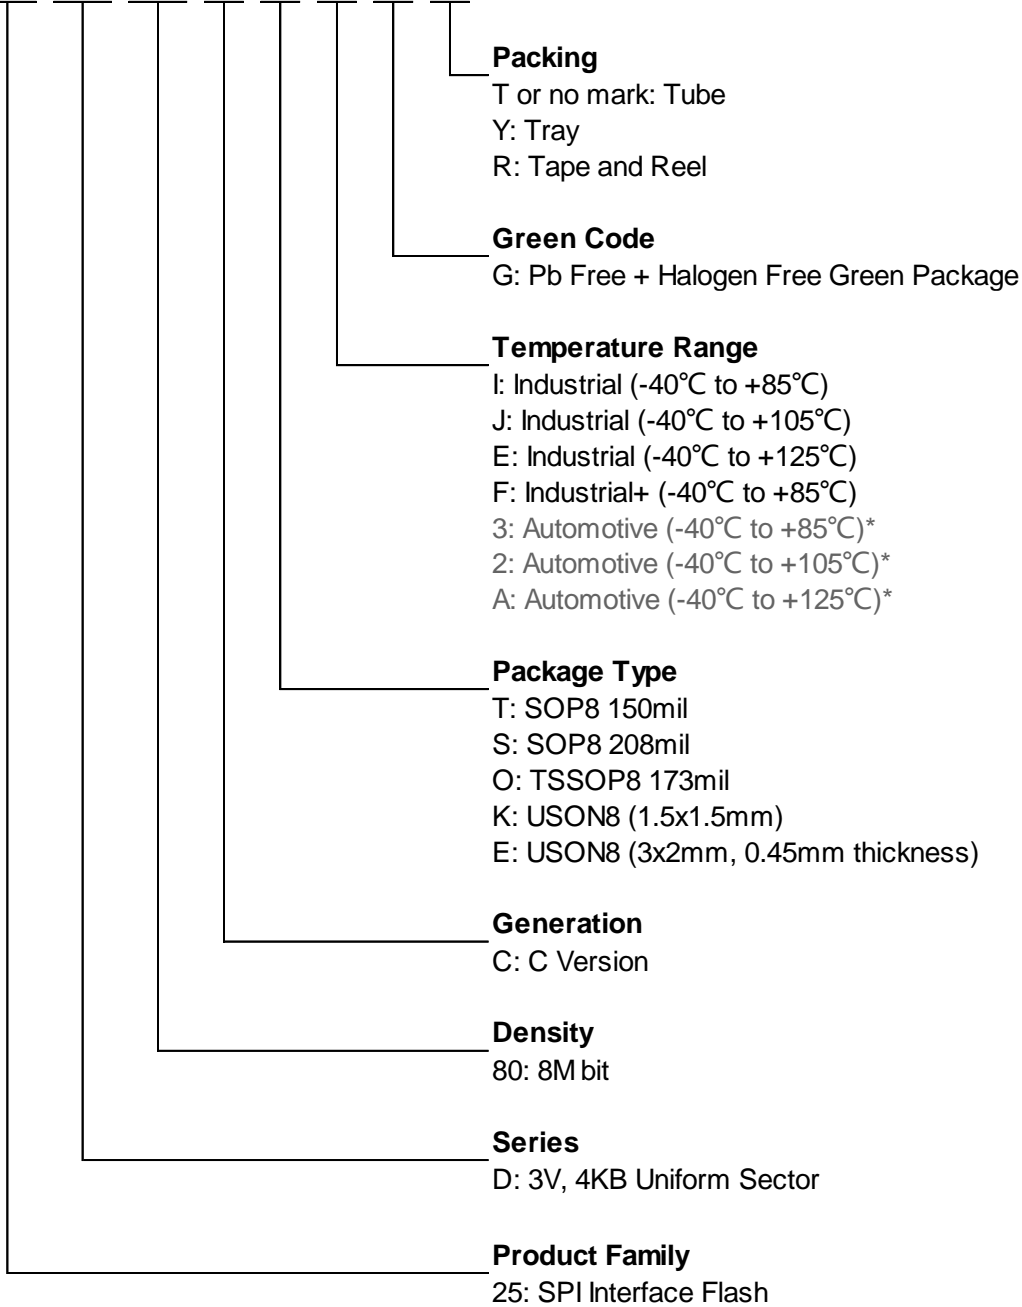 Packing
T or no mark: Tube
Y: Tray
R: Tape and Reel
Green Code
G: Pb Free + Halogen Free Green Package
Temperature Range
I: Industrial (-40℃ to +85℃)
J: Industrial (-40℃ to +105℃)
E: Industrial (-40℃ to +125℃)
F: Industrial+ (-40℃ to +85℃)
3: Automotive (-40℃ to +85℃)*
2: Automotive (-40℃ to +105℃)*
A: Automotive (-40℃ to +125℃)*
Package Type
T: SOP8 150mil
S: SOP8 208mil
O: TSSOP8 173mil
K: USON8 (1.5x1.5mm)
E: USON8 (3x2mm, 0.45mm thickness)
Generation
C: C Version
Density
80: 8M bit
Series
D: 3V, 4KB Uniform Sector
Product Family
25: SPI Interface Flash